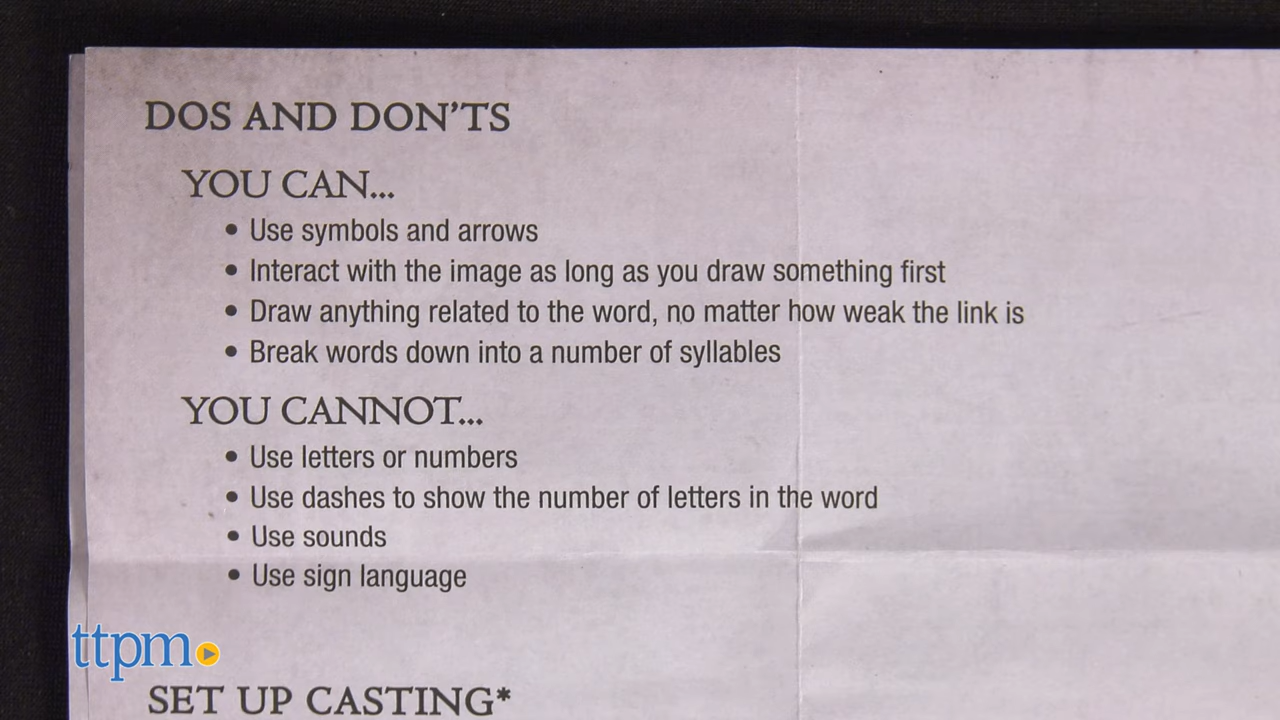 DOS AND DON'TS
YOU CAN...
• Use symbols and arrows
• Interact with the image as long as you draw something first
• Draw anything related to the word, no matter how weak the link is
• Break words down into a number of syllables
YOU CANNOT...
• Use letters or numbers
• Use dashes to show the number of letters in the word
• Use sounds
• Use sign language
ttpm
SET UP CASTING*